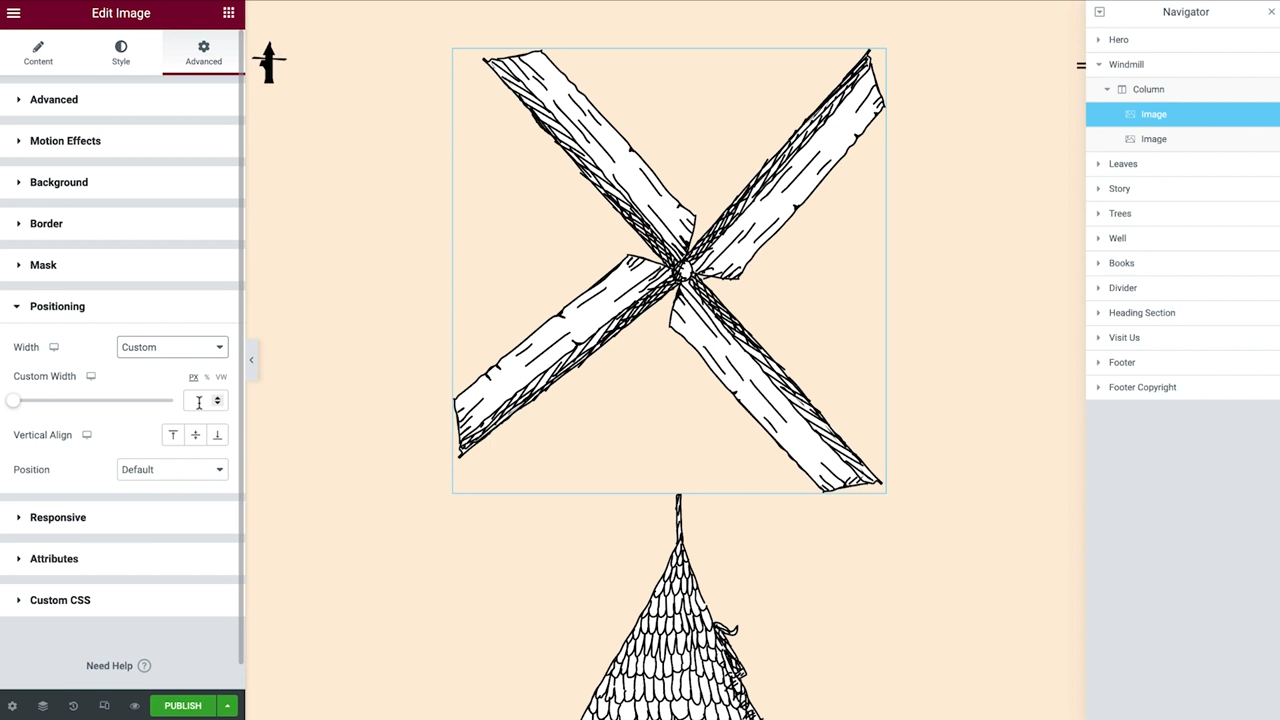 Edit Image
Content
Style
Advanced
Advanced
Motion Effects
Background
Border
Mask
Positioning
Width
Custom
Custom Width
PX % VW
Vertical Align
Position
Default
Responsive
Attributes
Custom CSS
Need Help ?
PUBLISH
Navigator
Hero
Windmill
Column
Image
Image
Leaves
Story
Trees
Well
Books
Divider
Heading Section
Visit Us
Footer
Footer Copyright